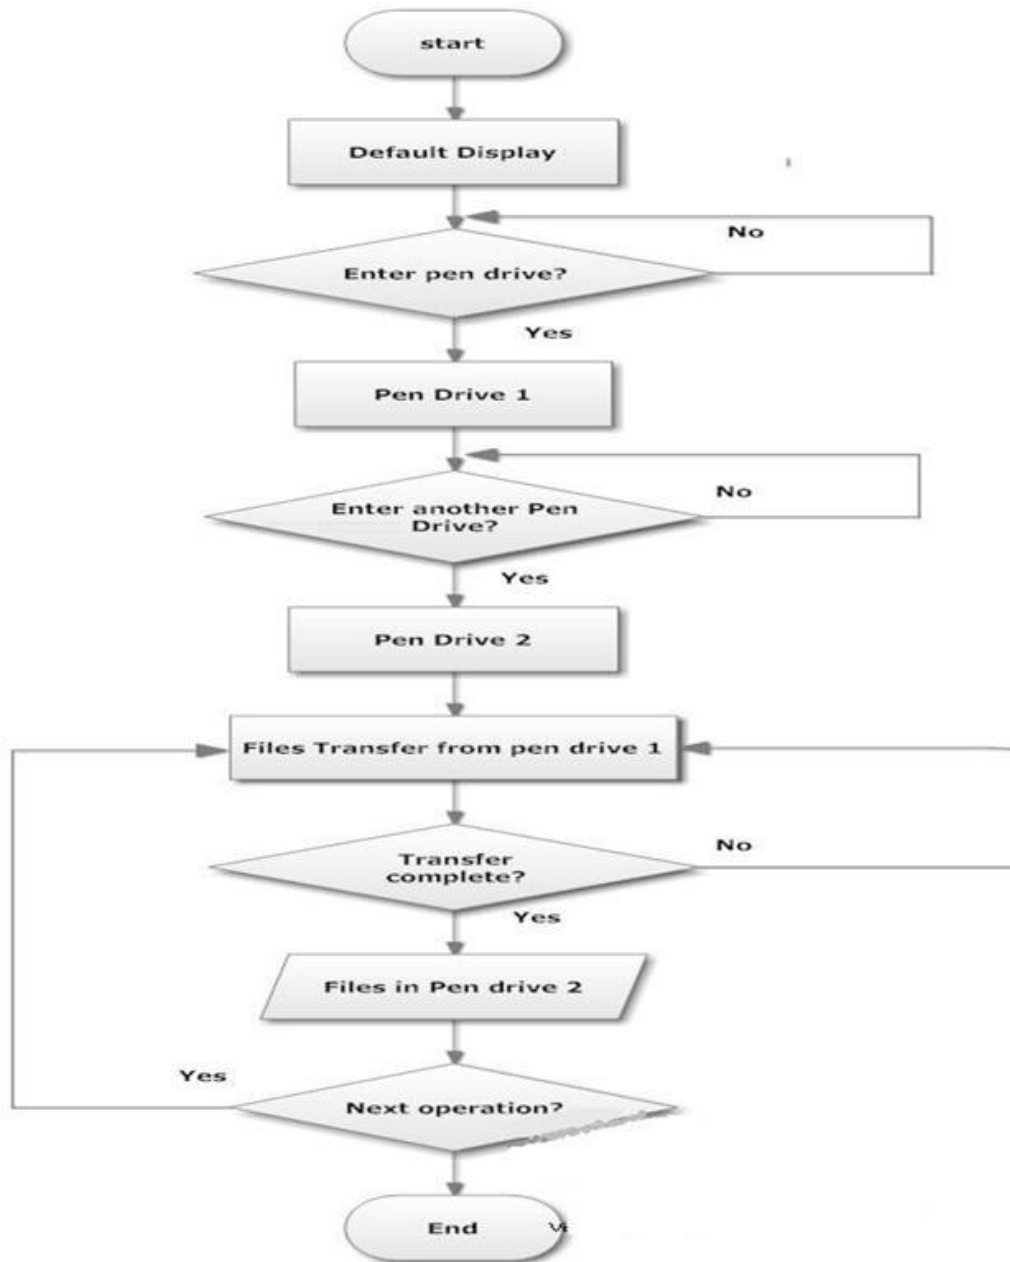 start
Default Display
No
Enter pen drive?
Yes
Pen Drive 1
No
Enter another Pen
Drive?
Yes
Pen Drive 2
Files Transfer from pen drive 1
No
Transfer
complete?
Yes
Files in Pen drive 2
Yes
Next operation?
End